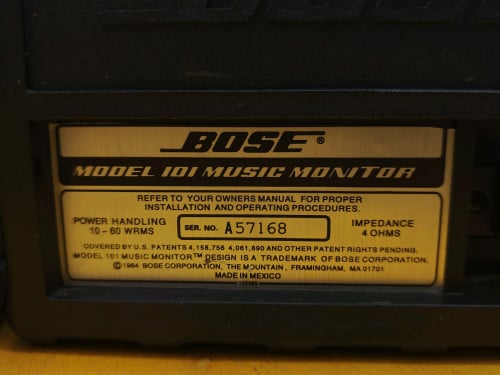 BOSE®
MODEL 101 MUSIC MONITOR
REFER TO YOUR OWNERS MANUAL FOR PROPER
INSTALLATION AND OPERATING PROCEDURES.
POWER HANDLING
10 - 60 WRMS
SER. NO. A57168
IMPEDANCE
4 OHMS
COVERED BY U.S. PATENTS 4,158,756 4,061,890 AND OTHER PATENT RIGHTS PENDING.
MODEL 101 MUSIC MONITOR™ DESIGN IS A TRADEMARK OF BOSE CORPORATION.
© 1984 BOSE CORPORATION, THE MOUNTAIN, FRAMINGHAM, MA 01701
MADE IN MEXICO